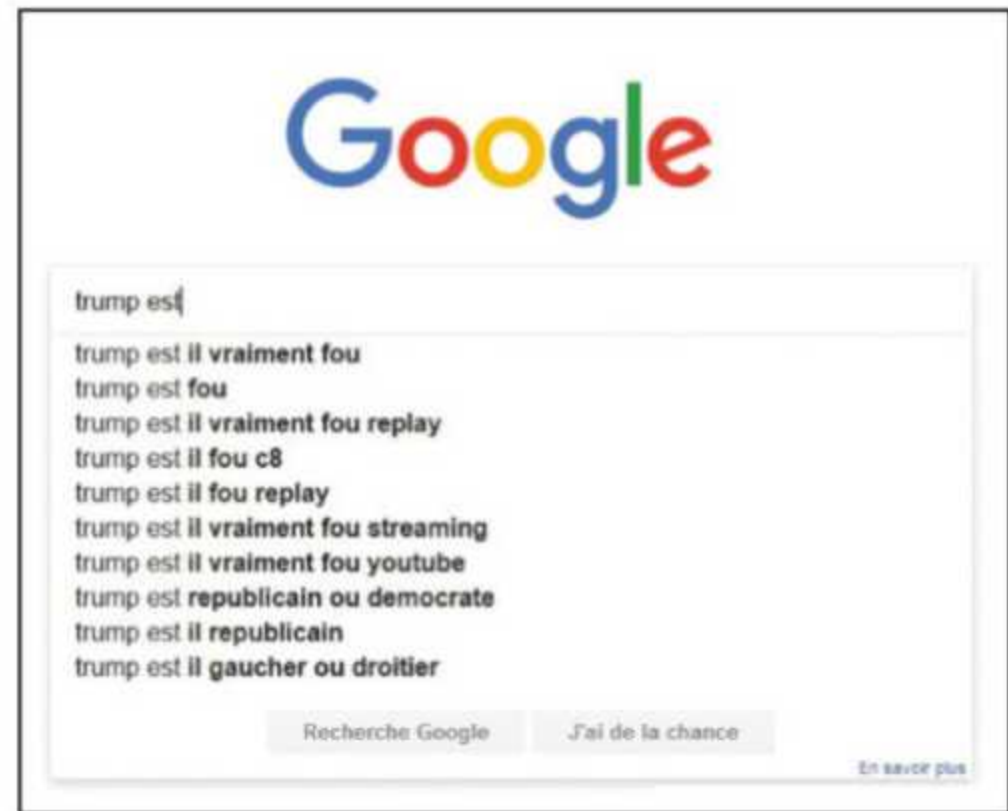 Google
trump est
trump est il vraiment fou
trump est fou
trump est il vraiment fou replay
trump est il fou c8
trump est il fou replay
trump est il vraiment fou streaming
trump est il vraiment fou youtube
trump est republicain ou democrate
trump est il republicain
trump est il gaucher ou droitier
Recherche Google J'ai de la chance
En savoir plus